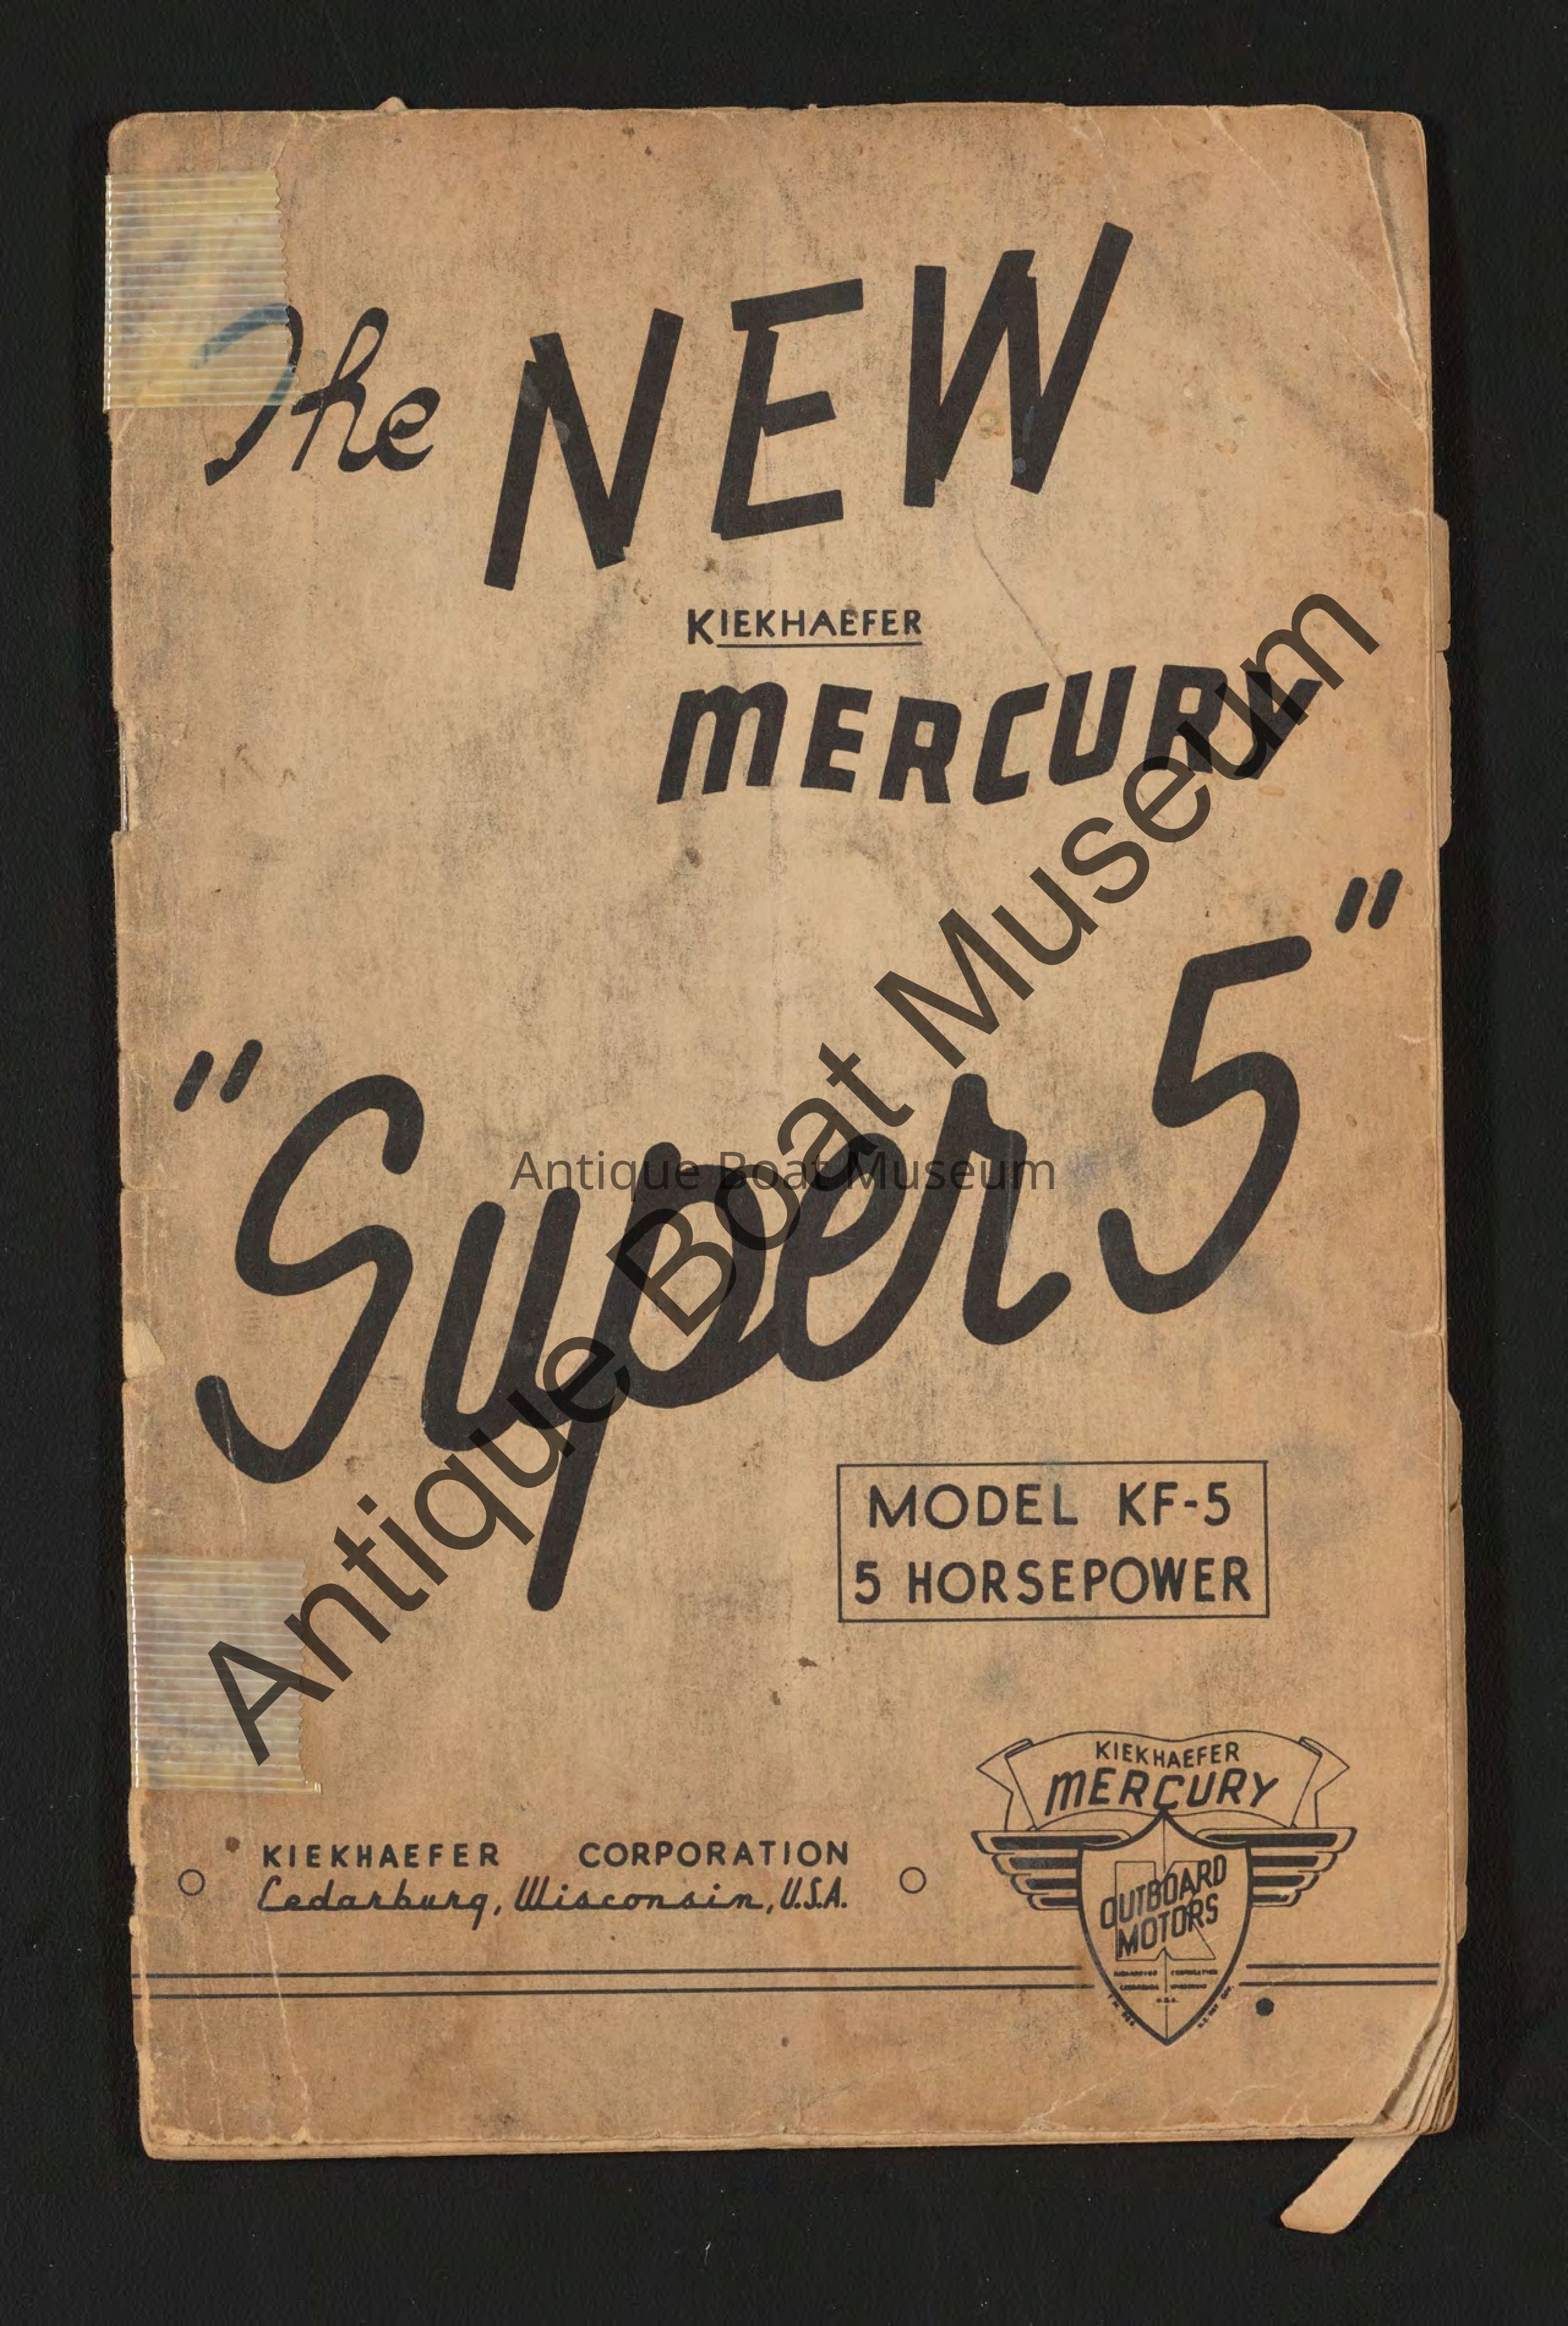 The NEW
KIEKHAEFER
MERCURY
"Super 5"
Antique Boat Museum
Antique Boat Museum
MODEL KF-5
5 HORSEPOWER
KIEKHAEFER
MERCURY
OUTBOARD
MOTORS
KIEKHAEFER CORPORATION
Cedarburg, Wisconsin, U.S.A.